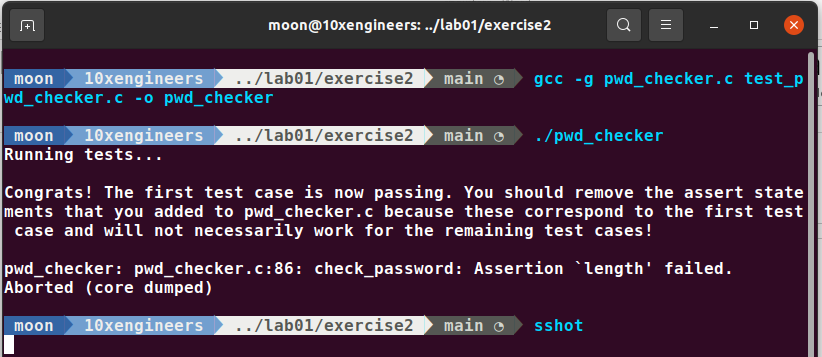 moon@10xengineers: ../lab01/exercise2
moon 10xengineers ../lab01/exercise2 main gcc -g pwd_checker.c test_p
wd_checker.c -o pwd_checker
moon 10xengineers ../lab01/exercise2 main ./pwd_checker
Running tests...
Congrats! The first test case is now passing. You should remove the assert state
ments that you added to pwd_checker.c because these correspond to the first test
case and will not necessarily work for the remaining test cases!
pwd_checker: pwd_checker.c:86: check_password: Assertion `length' failed.
Aborted (core dumped)
moon 10xengineers ../lab01/exercise2 main sshot